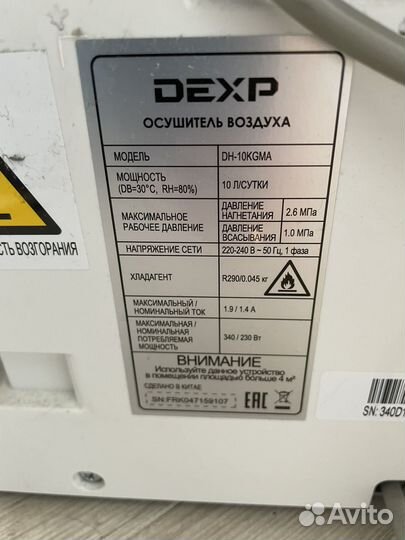 DEXP
ОСУШИТЕЛЬ ВОЗДУХА
МОДЕЛЬ DH-10KGMA
МОЩНОСТЬ
(DB=30°C, RH=80%) 10 Л/СУТКИ
МАКСИМАЛЬНОЕ
РАБОЧЕЕ ДАВЛЕНИЕ
ДАВЛЕНИЕ
НАГНЕТАНИЯ 2.6 МПа
ДАВЛЕНИЕ
ВСАСЫВАНИЯ 1.0 МПа
НАПРЯЖЕНИЕ СЕТИ 220-240 В ~ 50 Гц, 1 фаза
ХЛАДАГЕНТ R290/0.045 кг
МАКСИМАЛЬНЫЙ /
НОМИНАЛЬНЫЙ ТОК 1.9 / 1.4 А
МАКСИМАЛЬНАЯ /
НОМИНАЛЬНАЯ
ПОТРЕБЛЯЕМАЯ
МОЩНОСТЬ 340 / 230 Вт
ВНИМАНИЕ
Используйте данное устройство
в помещении площадью больше 4 м²
СДЕЛАНО В КИТАЕ
SN:FRK047159107
EAC
СТЬ ВОЗГОРАНИЯ
SN: 340D1
Avito